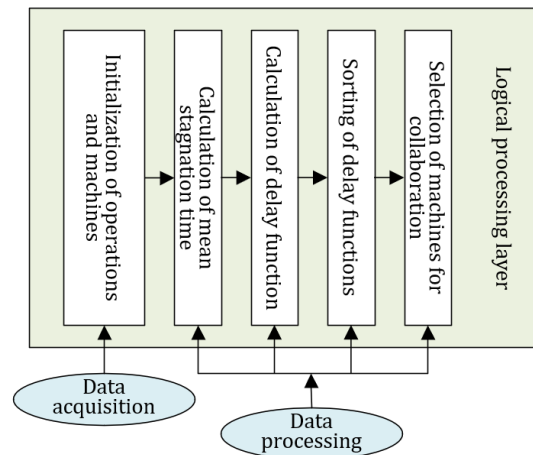 Initialization of operations
and machines
Calculation of mean
stagnation time
Calculation of delay function
Sorting of delay functions
Selection of machines for
collaboration
Logical processing layer
Data
acquisition
Data
processing